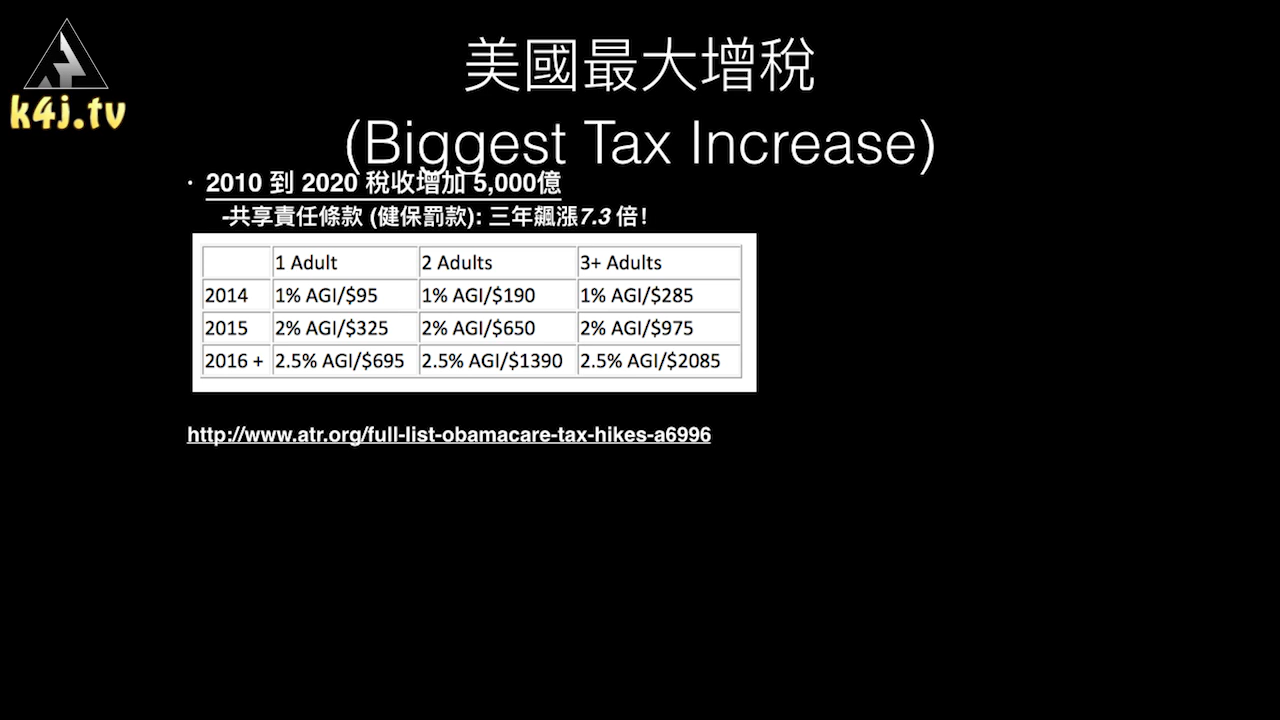 k4j.tv
美國最大增稅
(Biggest Tax Increase)
· 2010 到 2020 稅收增加 5,000億
-共享責任條款 (健保罰款): 三年飆漲7.3 倍!
1 Adult 2 Adults 3+ Adults
2014 1% AGI/$95 1% AGI/$190 1% AGI/$285
2015 2% AGI/$325 2% AGI/$650 2% AGI/$975
2016 + 2.5% AGI/$695 2.5% AGI/$1390 2.5% AGI/$2085
http://www.atr.org/full-list-obamacare-tax-hikes-a6996